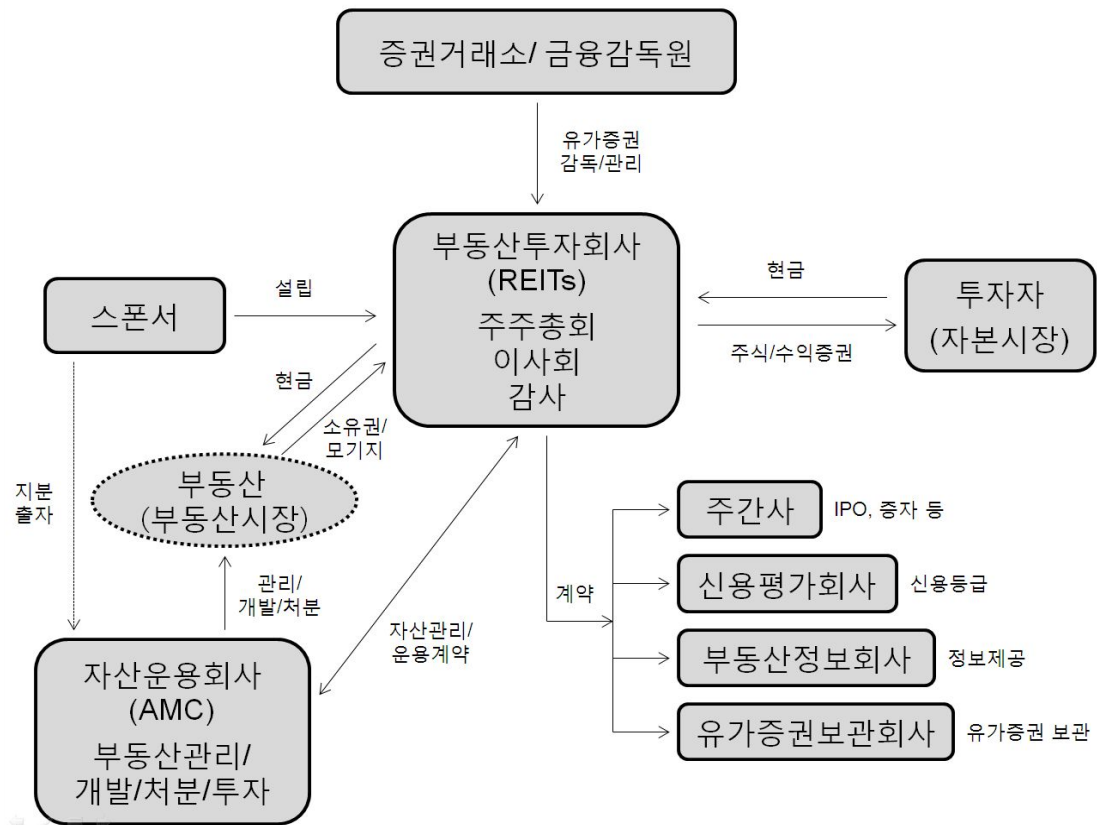 증권거래소/ 금융감독원
유가증권
감독/관리
부동산투자회사
(REITs)
주주총회
이사회
감사
스폰서
설립
현금
투자자
(자본시장)
주식/수익증권
현금
소유권/
모기지
부동산
(부동산시장)
지분
출자
관리/
개발/처분
자산관리/
운용계약
자산운용회사
(AMC)
부동산관리/
개발/처분/투자
계약
주간사
IPO, 증자 등
신용평가회사
신용등급
부동산정보회사
정보제공
유가증권보관회사
유가증권 보관